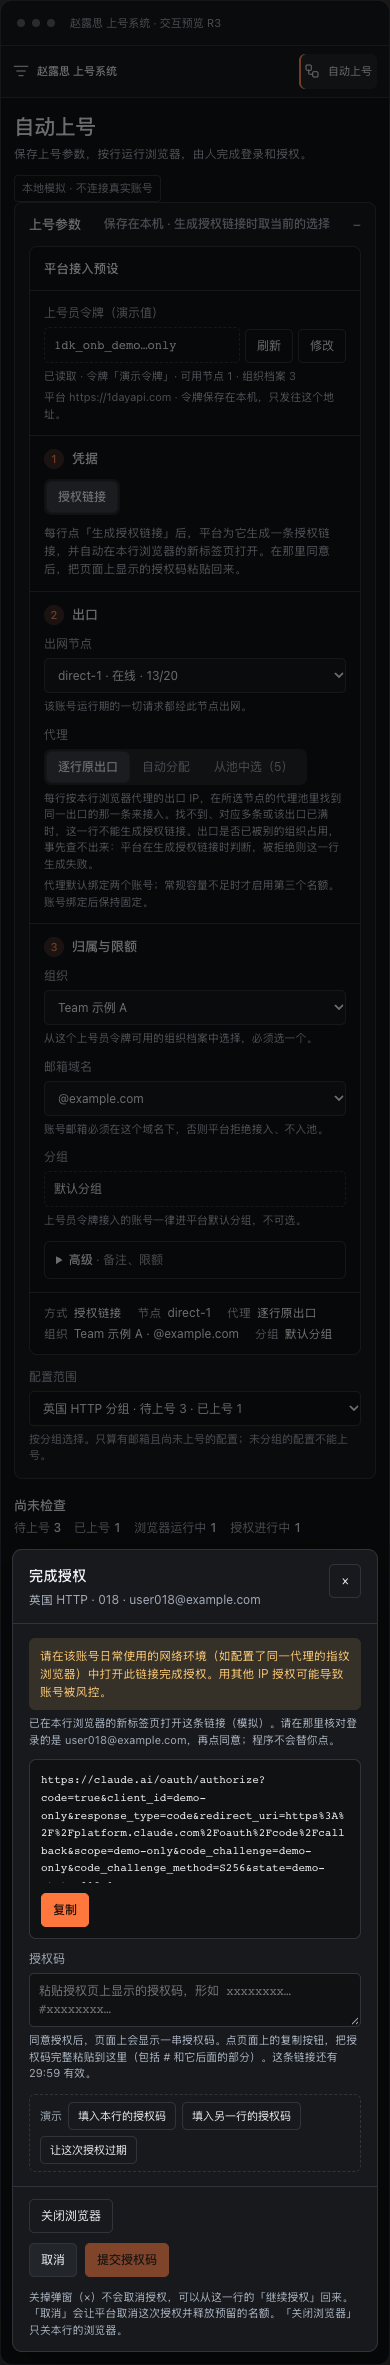 赵露思 上号系统 · 交互预览 R3
赵露思 上号系统
自动上号
自动上号
保存上号参数，按行运行浏览器，由人完成登录和授权。
本地模拟 · 不连接真实账号
上号参数 保存在本机 · 生成授权链接时取当前的选择 −
平台接入预设
上号员令牌（演示值）
1dk_onb_demo…only 刷新 修改
已读取 · 令牌「演示令牌」 · 可用节点 1 · 组织档案 3
平台 https://1dayapi.com · 令牌保存在本机，只发往这个地
址。
1 凭据
授权链接
每行点「生成授权链接」后，平台为它生成一条授权链
接，并自动在本行浏览器的新标签页打开。在那里同意
后，把页面上显示的授权码粘贴回来。
2 出口
出网节点
direct-1 · 在线 · 13/20
该账号运行期的一切请求都经此节点出网。
代理
逐行原出口 自动分配 从池中选（5）
每行按本行浏览器代理的出口 IP，在所选节点的代理池里找到
同一出口的那一条来接入。找不到、对应多条或该出口已满
时，这一行不能生成授权链接。出口是否已被别的组织占用，
事先查不出来：平台在生成授权链接时判断，被拒绝则这一行
生成失败。
代理默认绑定两个账号；常规容量不足时才启用第三个名额。
账号绑定后保持固定。
3 归属与限额
组织
Team 示例 A
从这个上号员令牌可用的组织档案中选择，必须选一个。
邮箱域名
@example.com
账号邮箱必须在这个域名下，否则平台拒绝接入、不入池。
分组
默认分组
上号员令牌接入的账号一律进平台默认分组，不可选。
▶ 高级 · 备注、限额
方式 授权链接 节点 direct-1 代理 逐行原出口
组织 Team 示例 A · @example.com 分组 默认分组
配置范围
英国 HTTP 分组 · 待上号 3 · 已上号 1
按分组选择。只算有邮箱且尚未上号的配置；未分组的配置不能上
号。
尚未检查
待上号 3 已上号 1 浏览器运行中 1 授权进行中 1
完成授权
×
英国 HTTP · 018 · user018@example.com
请在该账号日常使用的网络环境（如配置了同一代理的指纹
浏览器）中打开此链接完成授权。用其他 IP 授权可能导致
账号被风控。
已在本行浏览器的新标签页打开这条链接（模拟）。请在那里核对登
录的是 user018@example.com，再点同意；程序不会替你点。
https://claude.ai/oauth/authorize?
code=true&client_id=demo-
only&response_type=code&redirect_uri=https%3A%
2F%2Fplatform.claude.com%2Foauth%2Fcode%2Fcall
back&scope=demo-only&code_challenge=demo-
only&code_challenge_method=S256&state=demo-
复制
授权码
粘贴授权页上显示的授权码，形如 xxxxxxxx…
#xxxxxxxx…
同意授权后，页面上会显示一串授权码。点页面上的复制按钮，把授
权码完整粘贴到这里（包括 # 和它后面的部分）。这条链接还有
29:59 有效。
演示 填入本行的授权码 填入另一行的授权码
让这次授权过期
关闭浏览器
取消 提交授权码
关掉弹窗（×）不会取消授权，可以从这一行的「继续授权」回来。
「取消」会让平台取消这次授权并释放预留的名额。「关闭浏览器」
只关本行的浏览器。